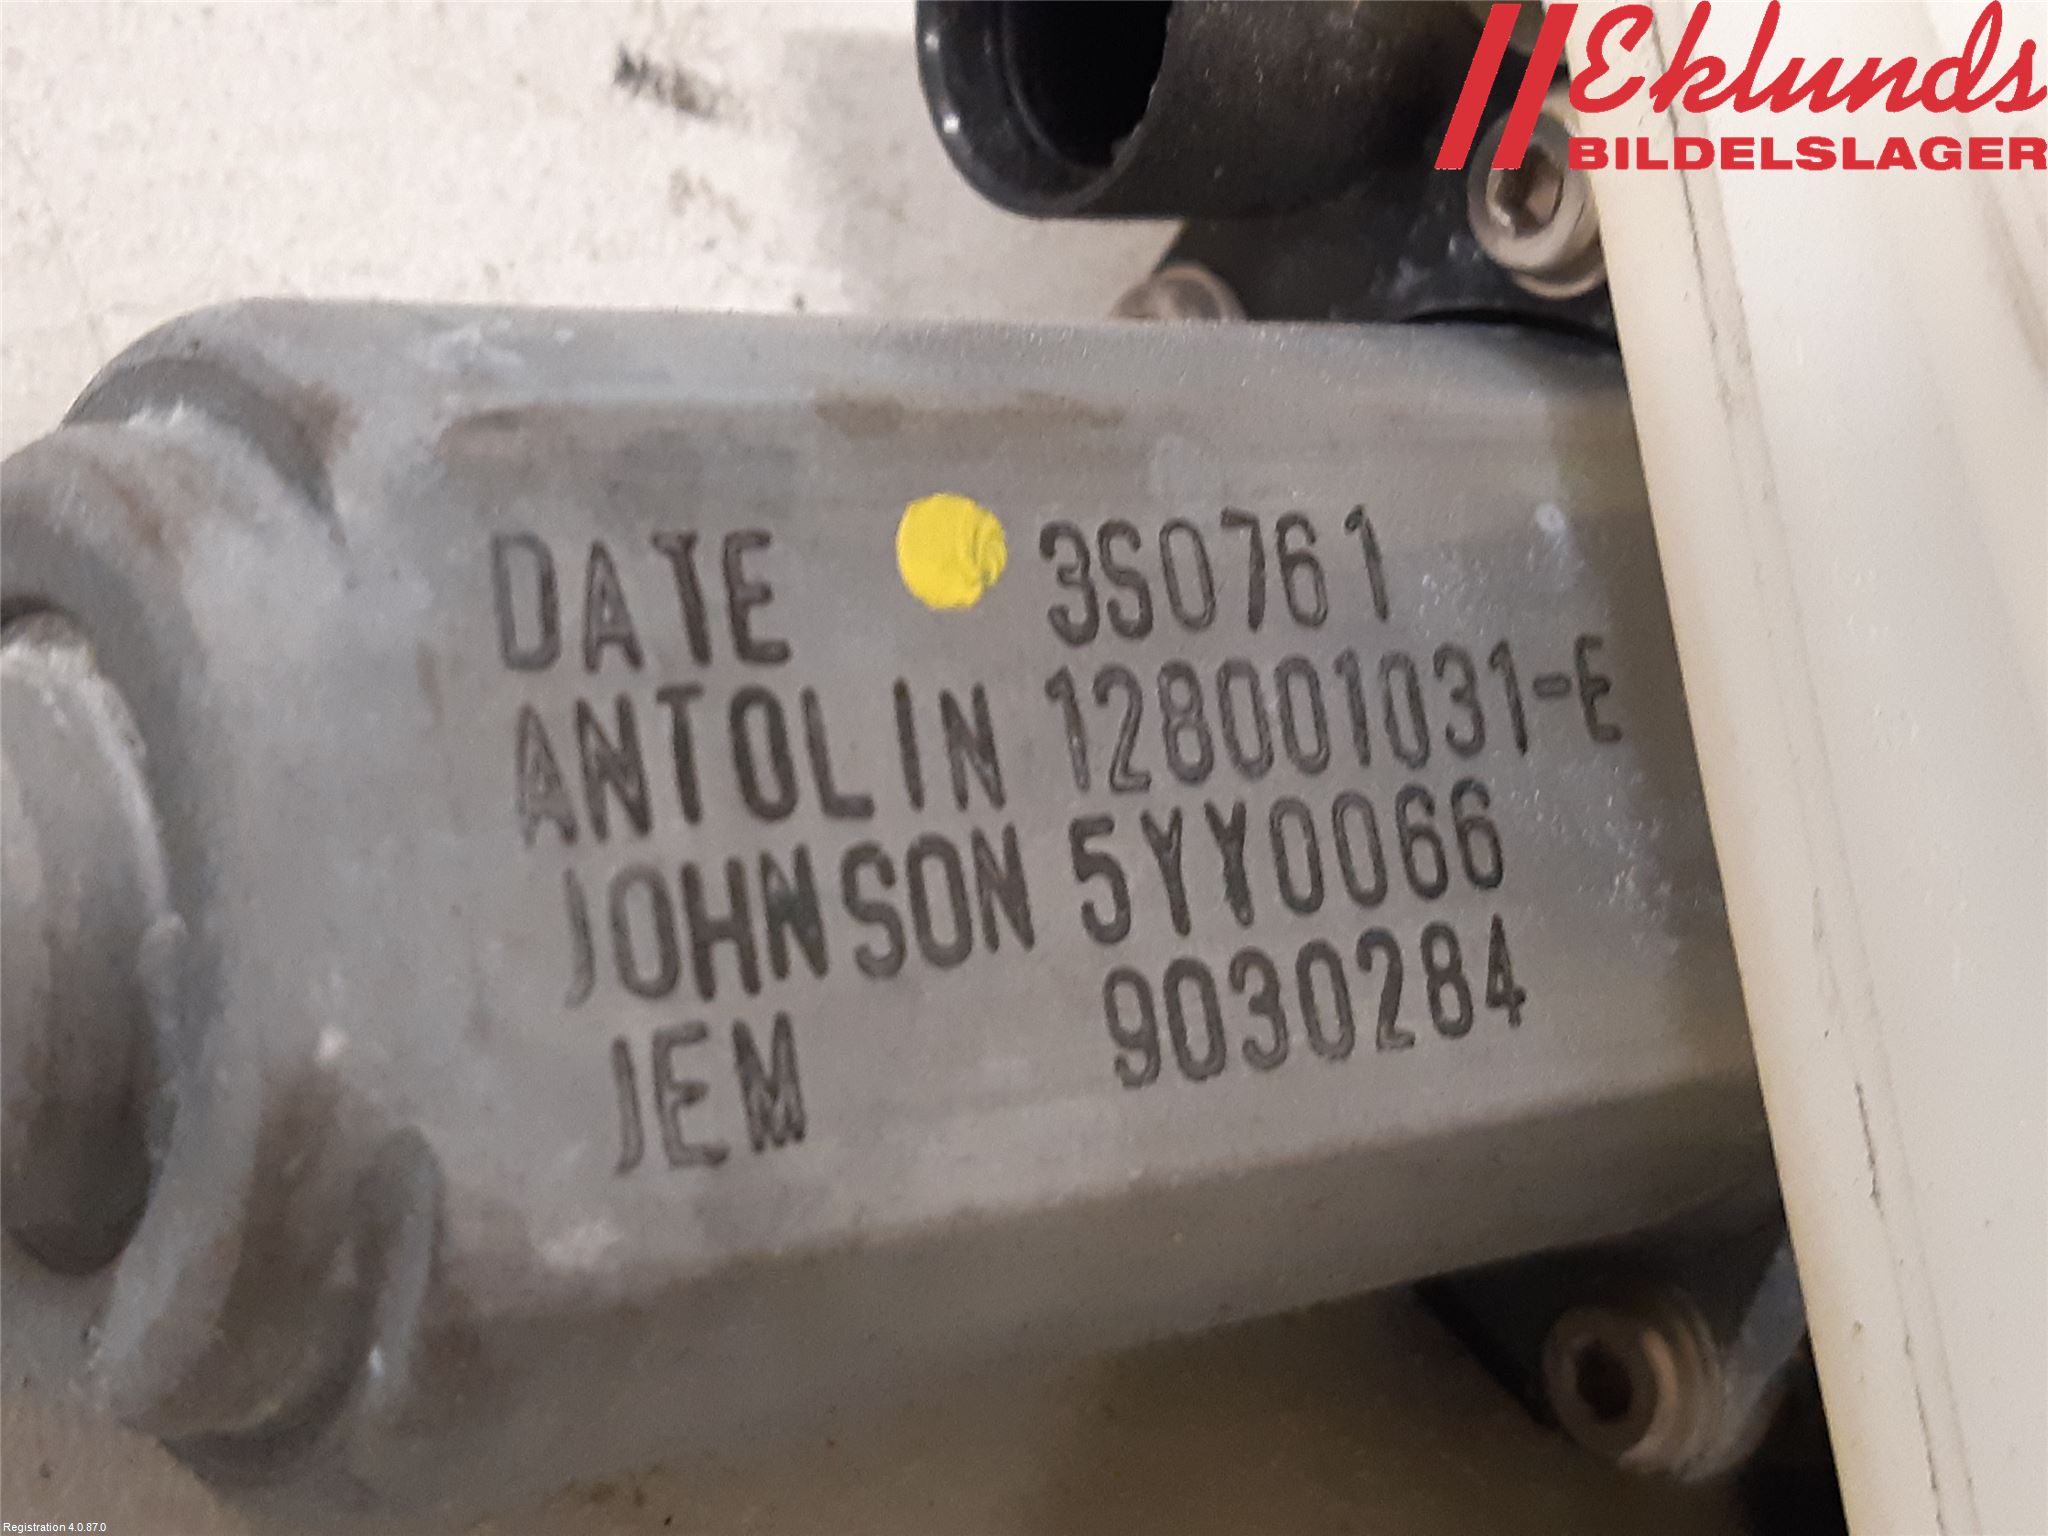 Eklunds
BILDELSLAGER
DATE 3S0761
ANTOLIN 128001031-E
JOHNSON 5YY0066
JEM 9030284
Registration 4.0.87.0